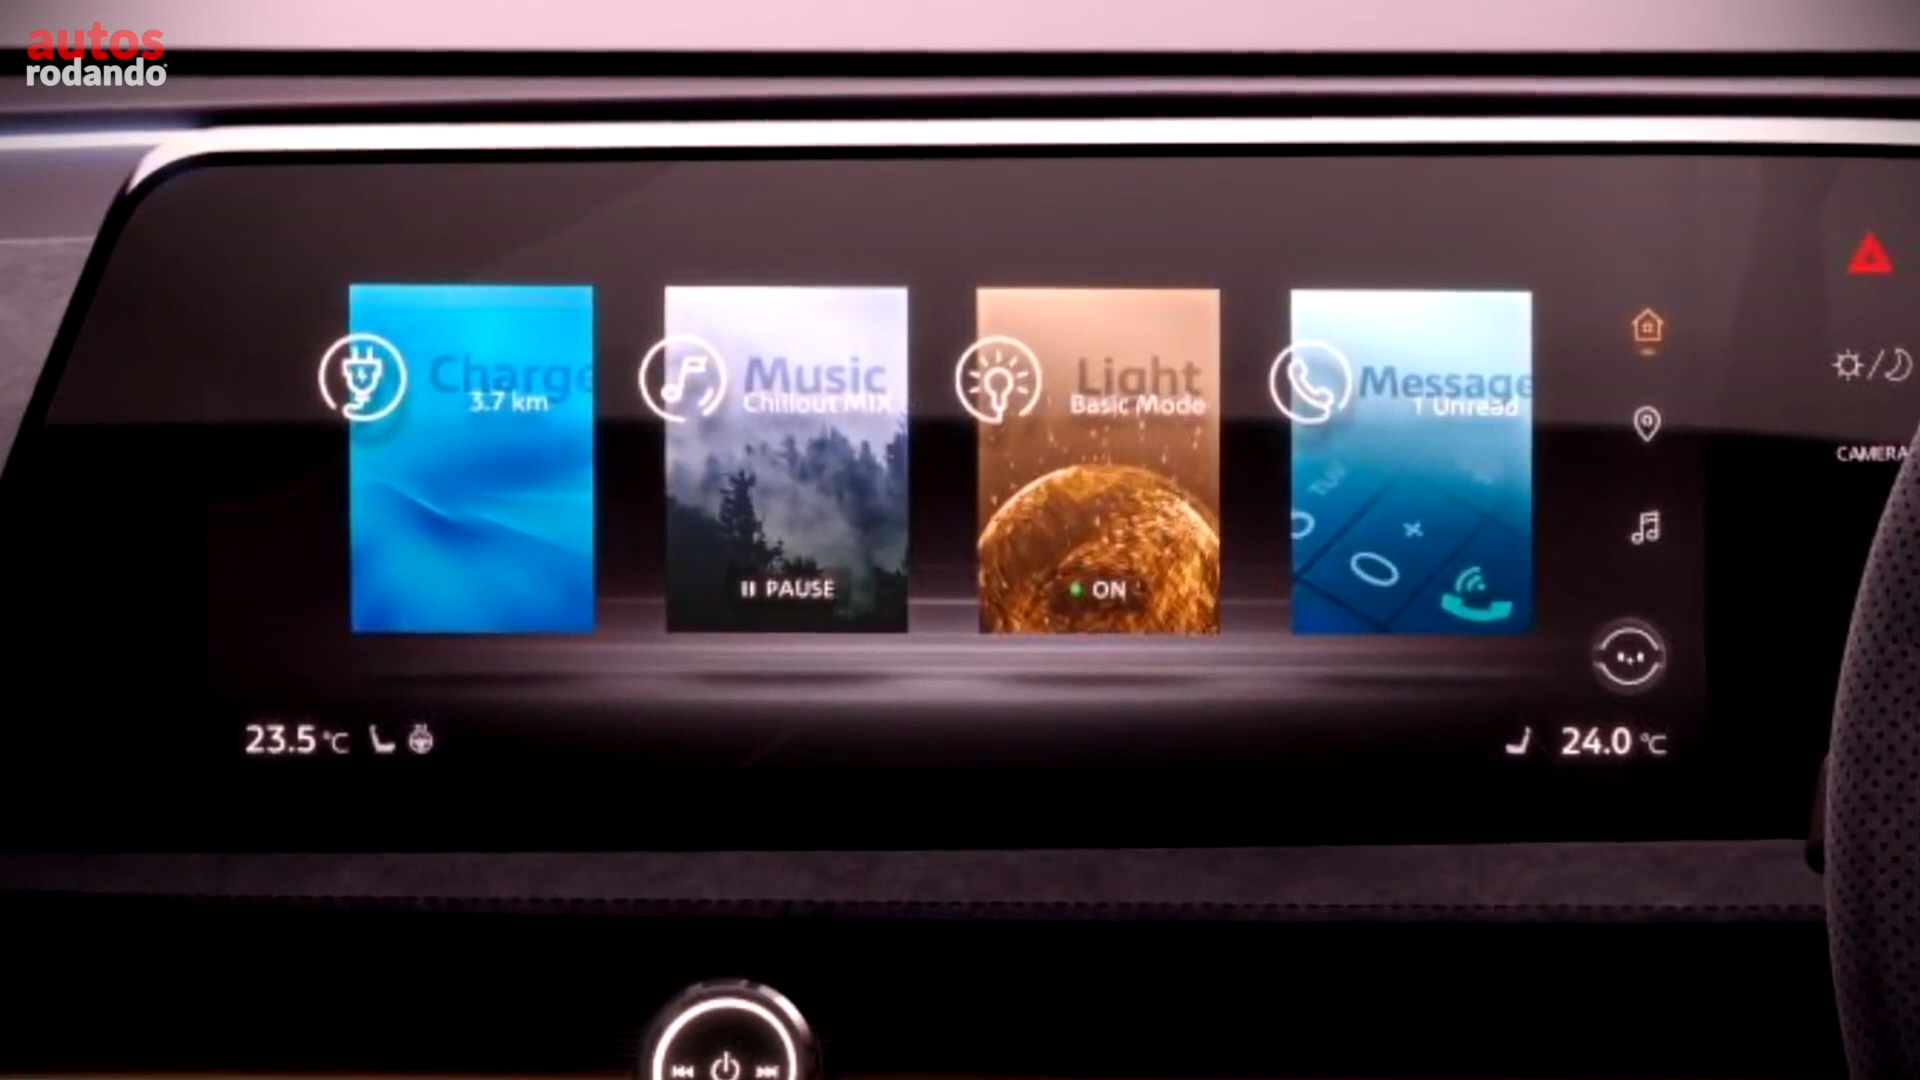 autos
rodando
Charge
3.7 km
Music
Chillout MIX
PAUSE
Light
Basic Mode
ON
Message
1 Unread
CAMERA
23.5 °C
24.0 °C